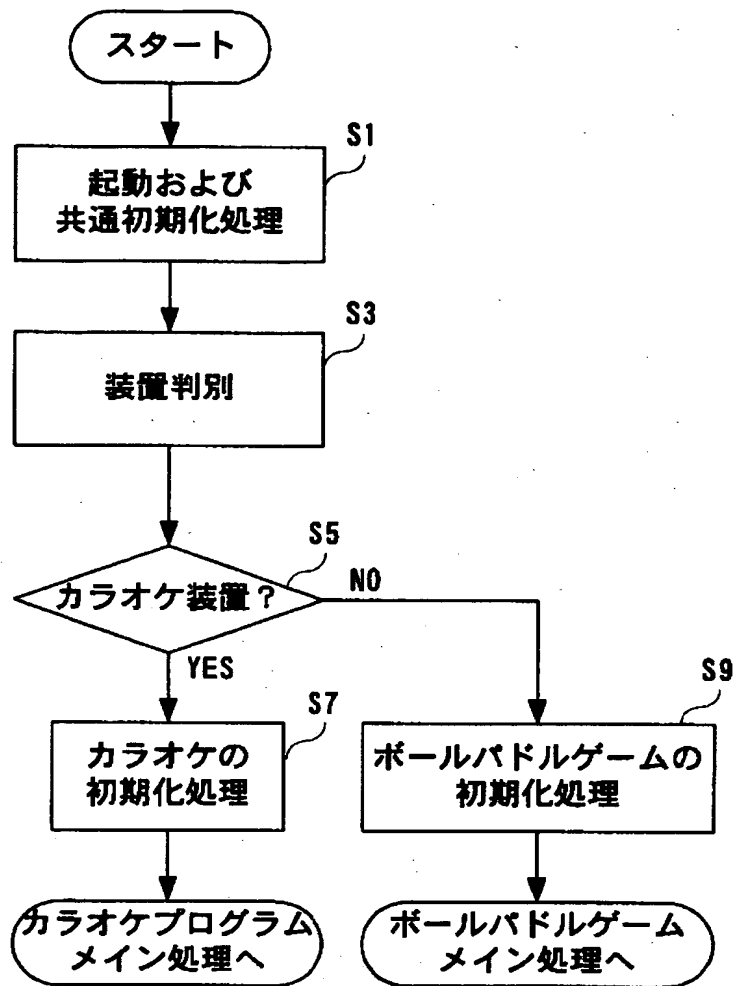 スタート
S1
起動および
共通初期化処理
S3
装置判別
S5
カラオケ装置?
NO
YES
S7
カラオケの
初期化処理
S9
ボールパドルゲームの
初期化処理
カラオケプログラム
メイン処理へ
ボールパドルゲーム
メイン処理へ